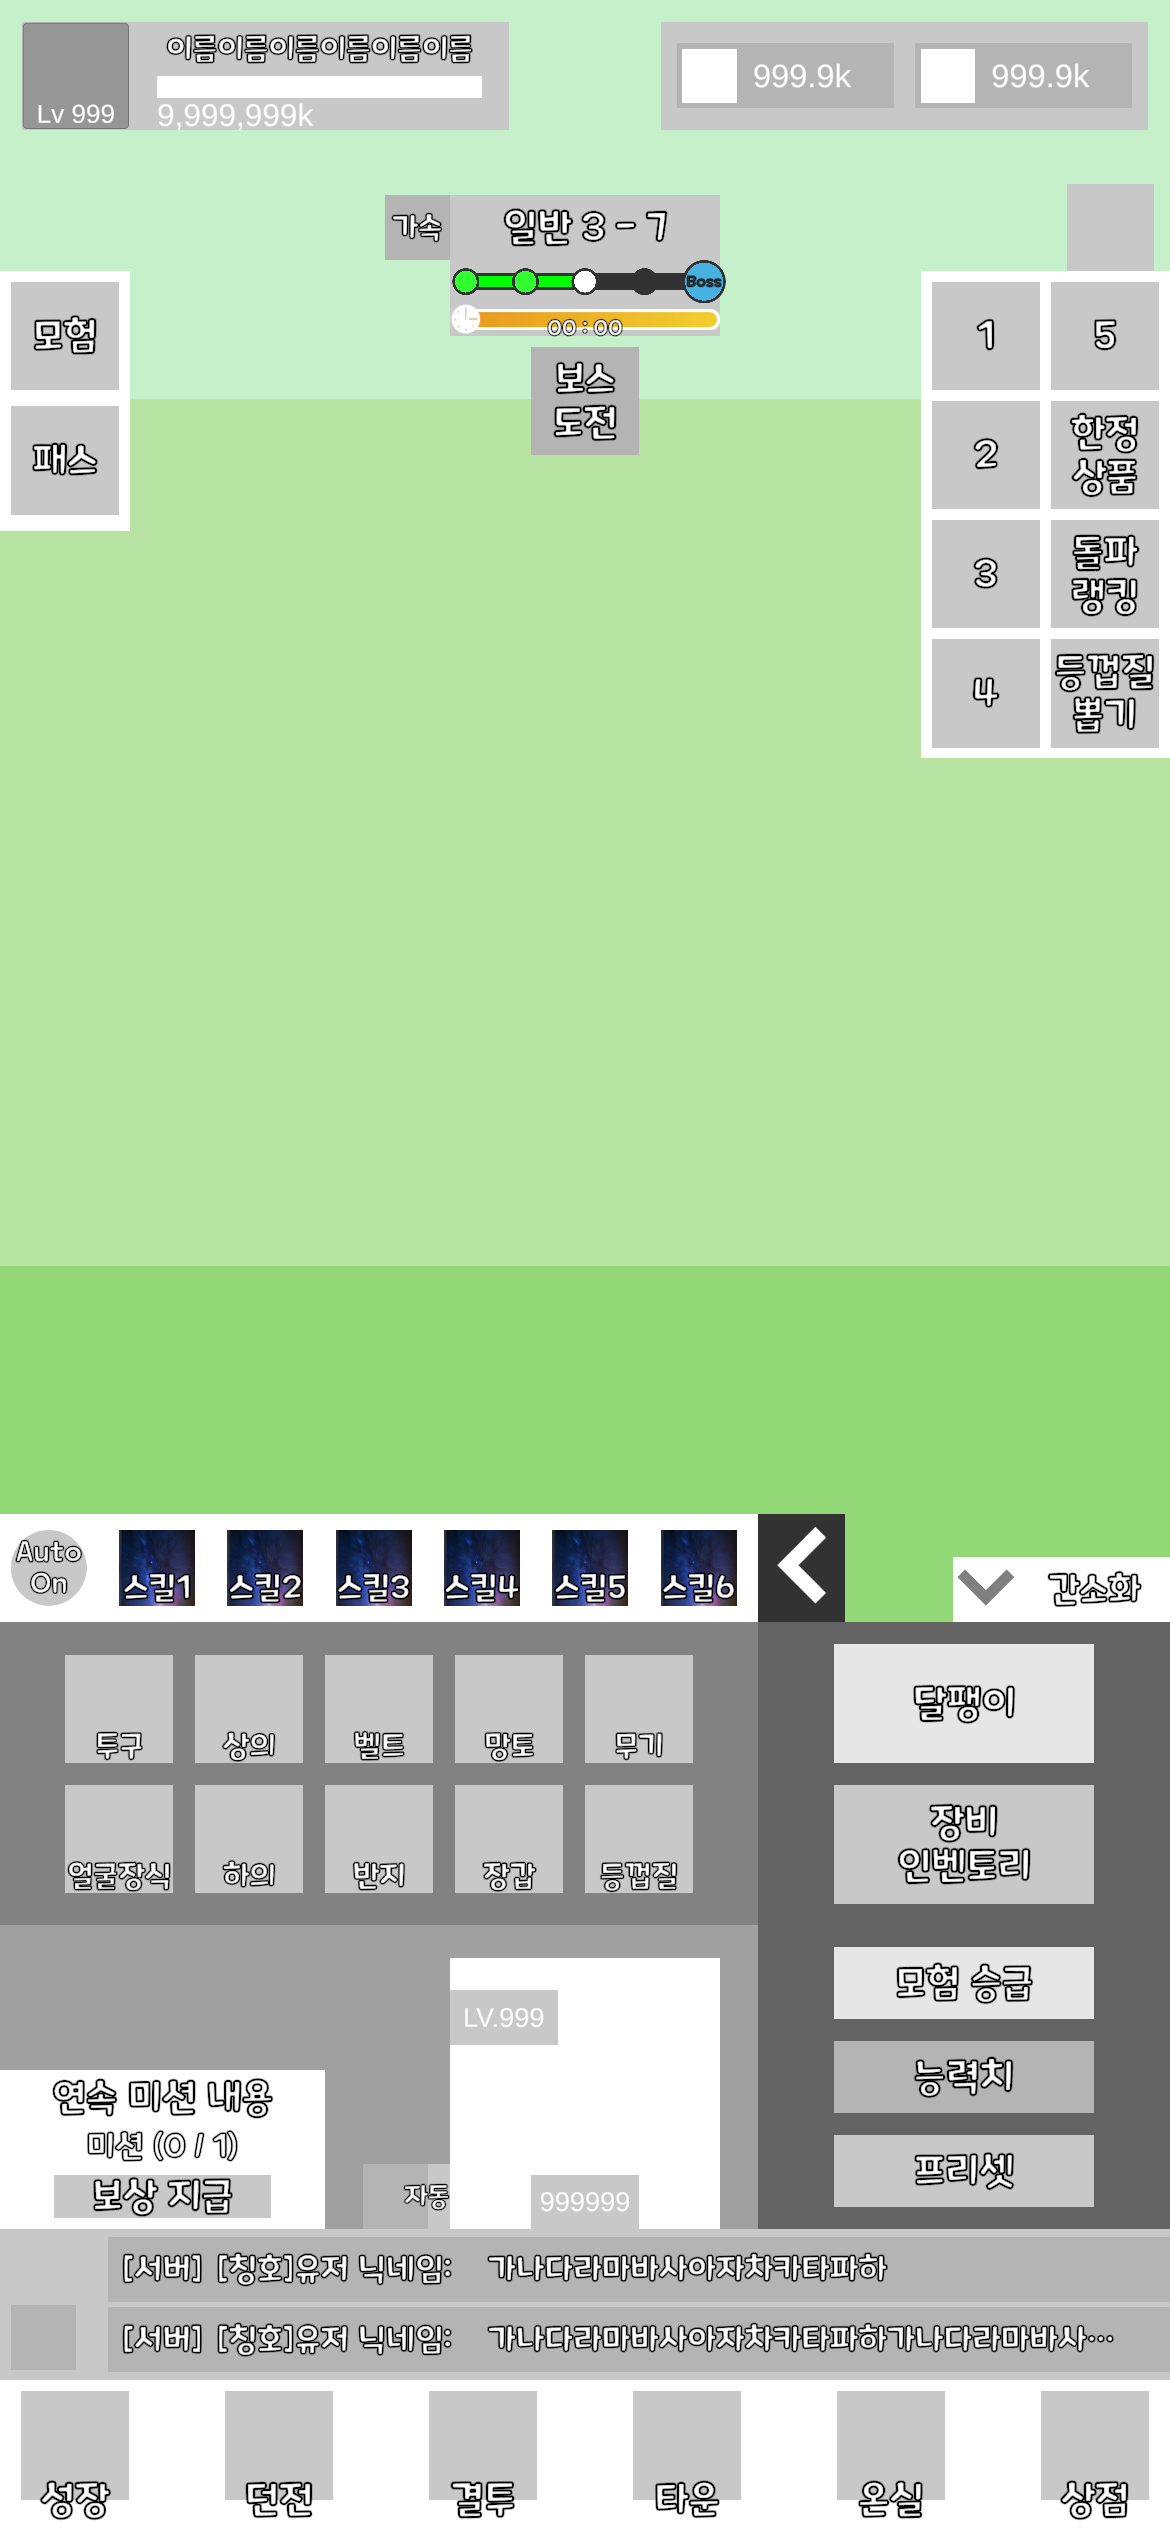 이름이름이름이름이름이름
Lv 999
9,999,999k
999.9k
999.9k
가속
일반 3 - 7
Boss
00 : 00
보스
도전
모험
패스
1
5
2
한정
상품
3
돌파
랭킹
4
등껍질
뽑기
Auto
On
스킬1
스킬2
스킬3
스킬4
스킬5
스킬6
간소화
투구
상의
벨트
망토
무기
얼굴장식
하의
반지
장갑
등껍질
달팽이
장비
인벤토리
모험 승급
능력치
프리셋
LV.999
연속 미션 내용
미션 (0 / 1)
보상 지급
자동
999999
[서버] [칭호]유저 닉네임: 가나다라마바사아자차카타파하
[서버] [칭호]유저 닉네임: 가나다라마바사아자차카타파하가나다라마바사…
성장
던전
결투
타운
온실
상점